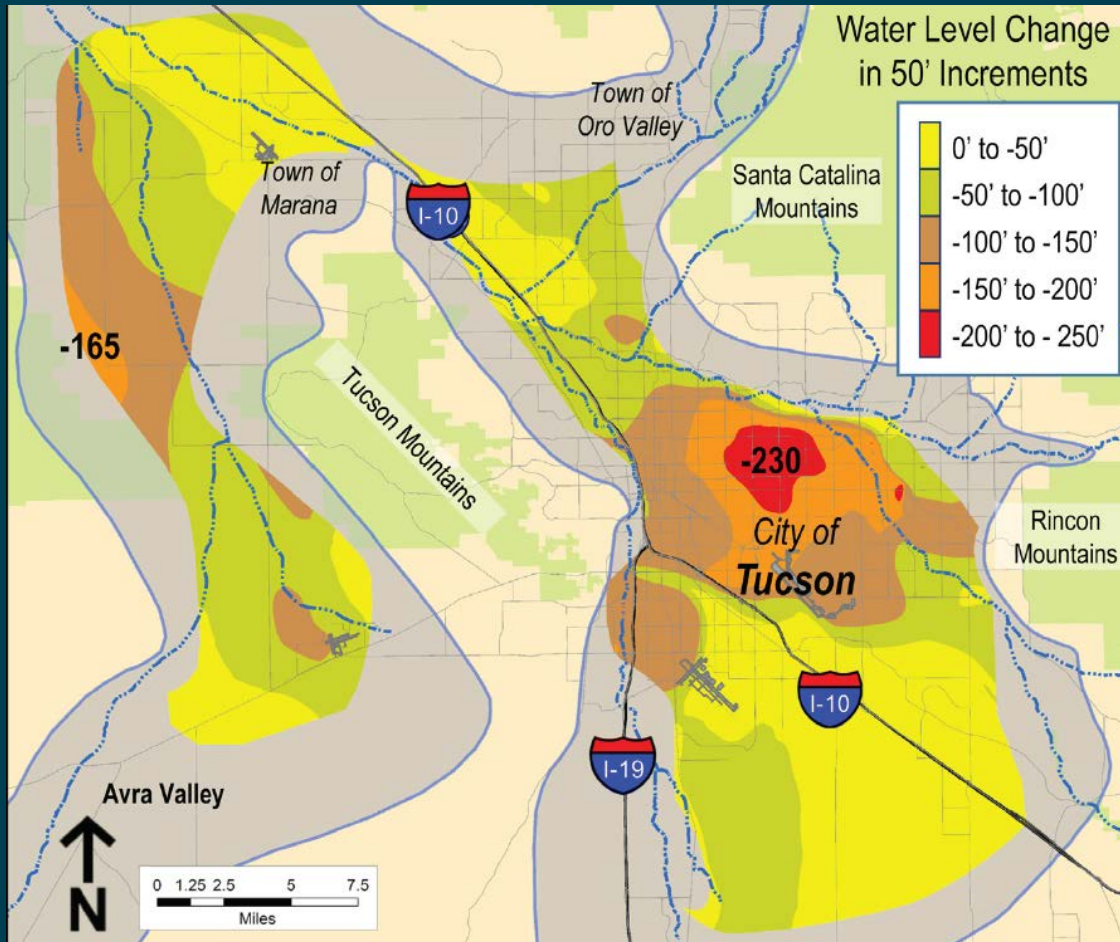 Water Level Change
in 50' Increments
0' to -50'
-50' to -100'
-100' to -150'
-150' to -200'
-200' to - 250'
Town of
Oro Valley
Santa Catalina
Mountains
Town of
Marana
I-10
-165
Tucson Mountains
-230
City of
Tucson
Rincon
Mountains
I-10
I-19
Avra Valley
N
0 1.25 2.5 5 7.5
Miles